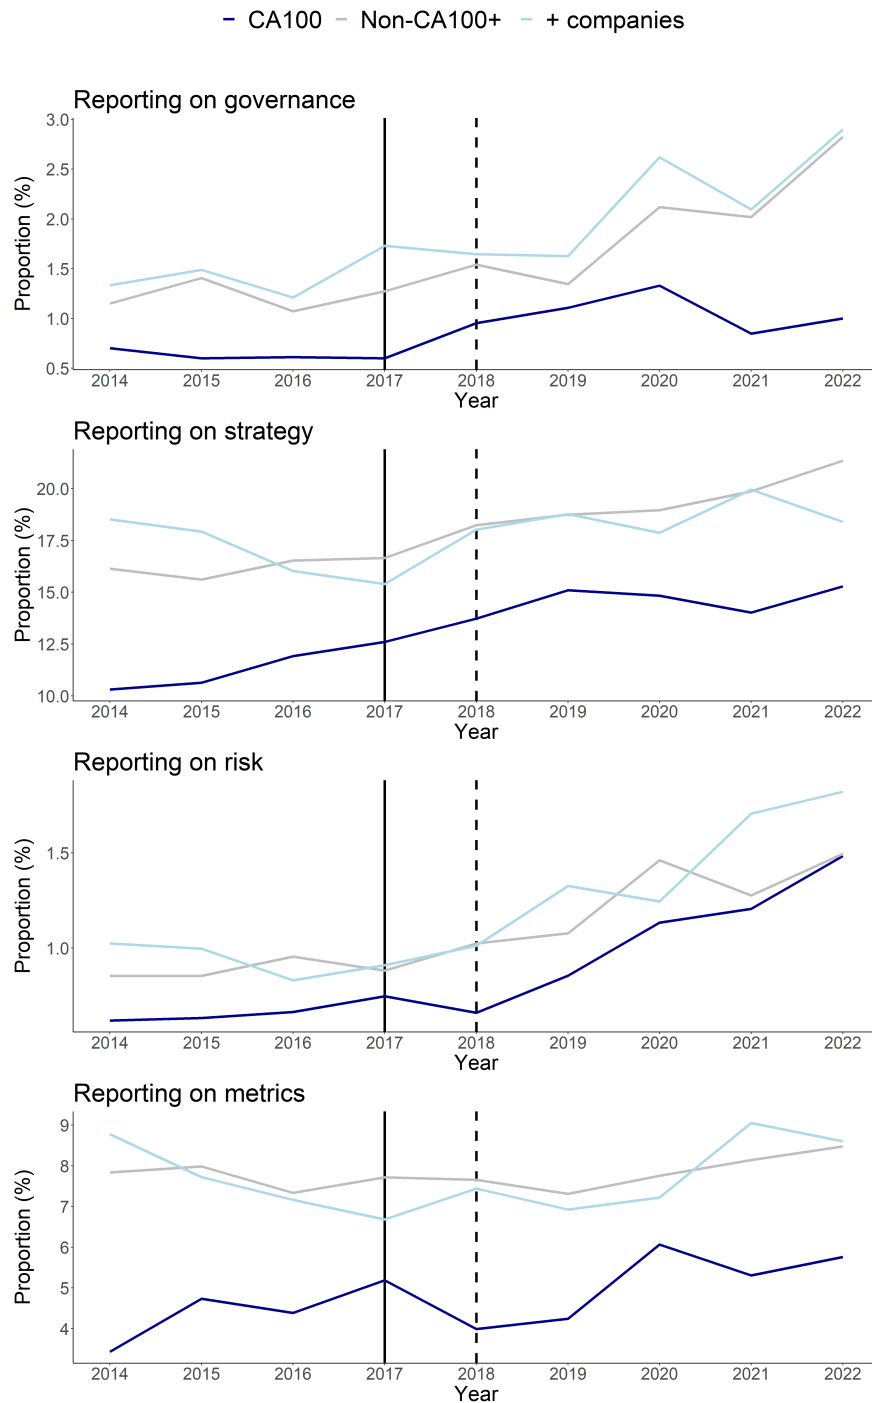 CA100 Non-CA100+ + companies
Reporting on governance
Proportion (%)
3.0
2.5
2.0
1.5
1.0
0.5
2014 2015 2016 2017 2018 2019 2020 2021 2022
Year
Reporting on strategy
Proportion (%)
20.0
17.5
15.0
12.5
10.0
2014 2015 2016 2017 2018 2019 2020 2021 2022
Year
Reporting on risk
Proportion (%)
1.5
1.0
2014 2015 2016 2017 2018 2019 2020 2021 2022
Year
Reporting on metrics
Proportion (%)
9
8
7
6
5
4
2014 2015 2016 2017 2018 2019 2020 2021 2022
Year